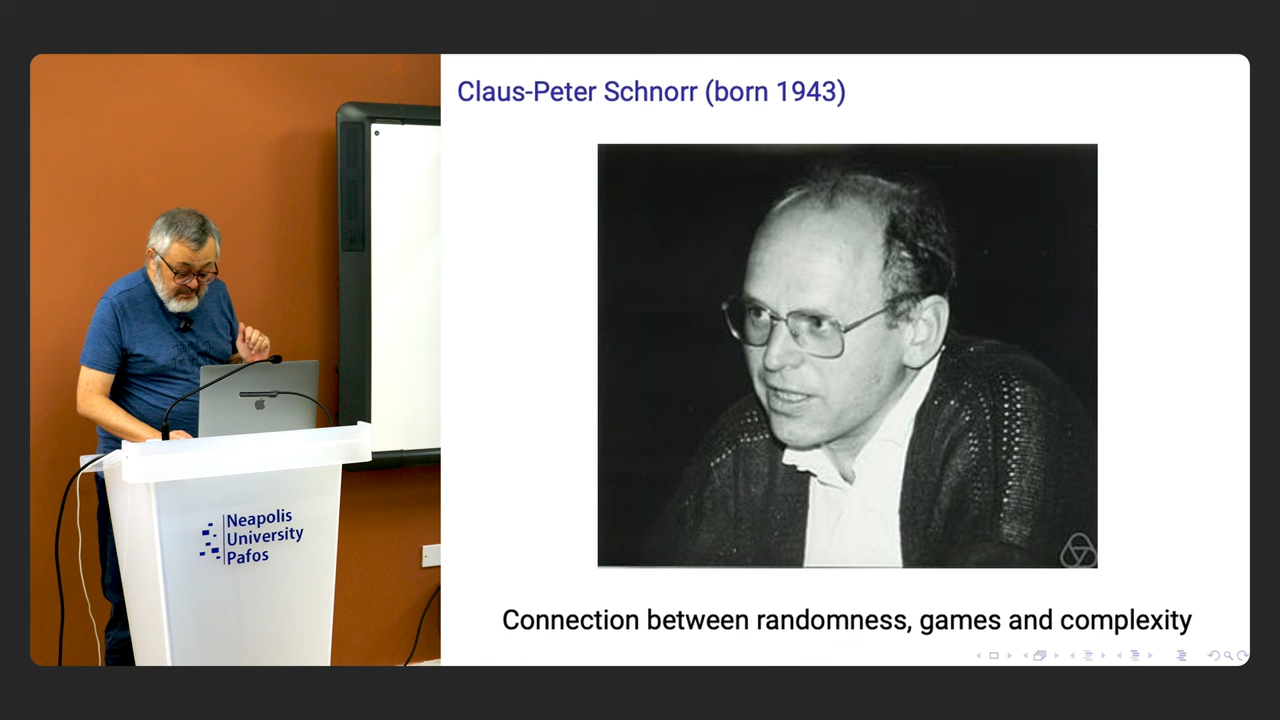 Claus-Peter Schnorr (born 1943)
Neapolis
University
Pafos
Connection between randomness, games and complexity